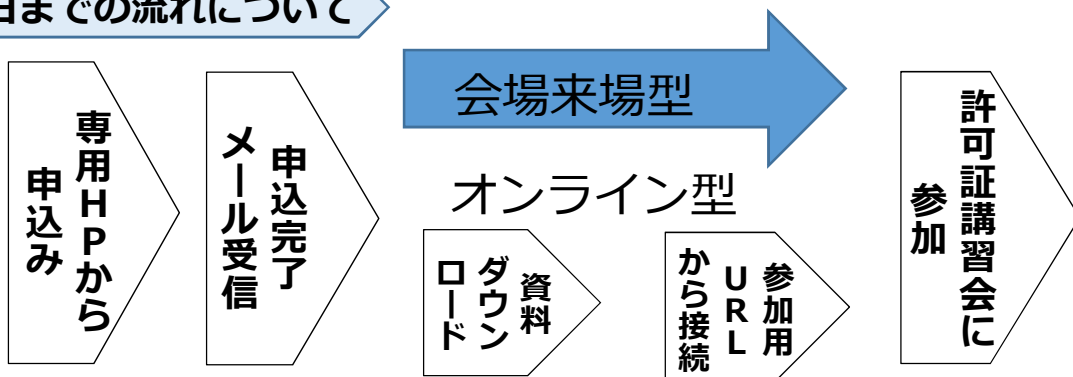 日までの流れについて
専用HPから
申込み
申込完了
メール受信
会場来場型
オンライン型
資料
ダウン
ロード
参加用
URL
から接続
許可証講習会に
参加